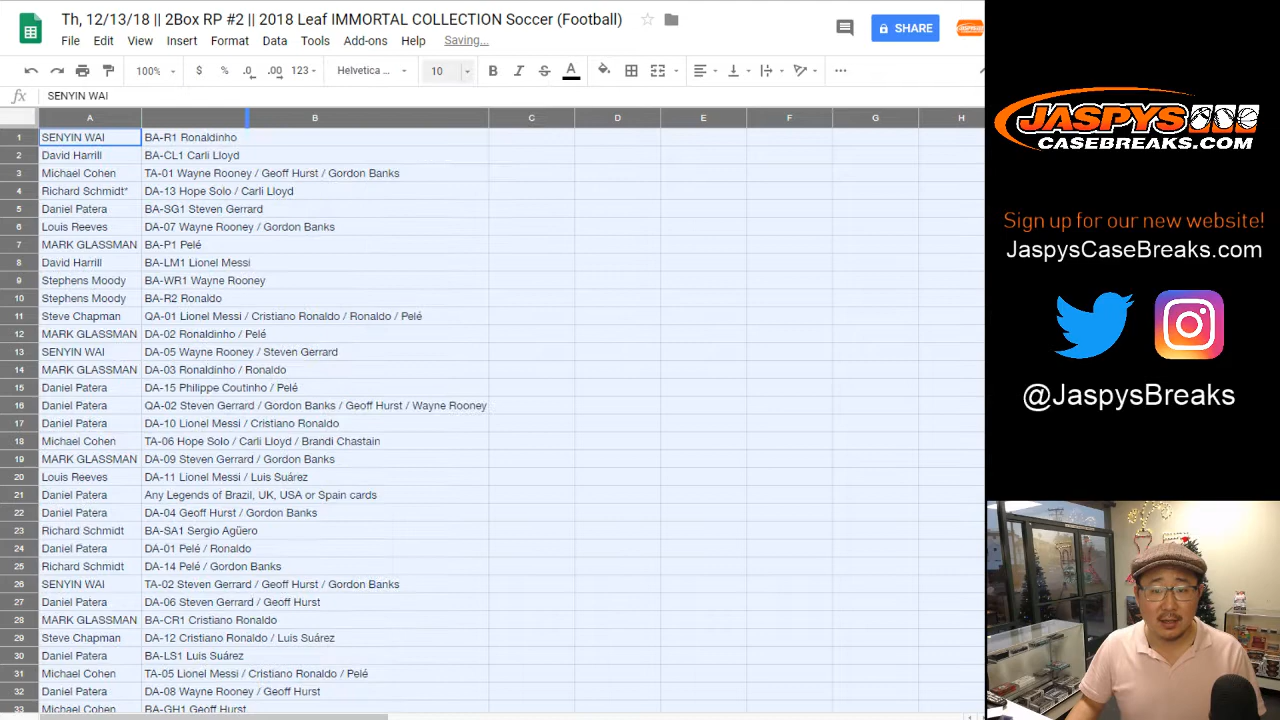 Th, 12/13/18 || 2Box RP #2 || 2018 Leaf IMMORTAL COLLECTION Soccer (Football)
File Edit View Insert Format Data Tools Add-ons Help Saving...
SHARE
100% $ % .0 .00 123 Helvetica ... 10 B I S A
fx SENYIN WAI
A B C D E F G H
1 SENYIN WAI BA-R1 Ronaldinho
2 David Harrill BA-CL1 Carli Lloyd
3 Michael Cohen TA-01 Wayne Rooney / Geoff Hurst / Gordon Banks
4 Richard Schmidt* DA-13 Hope Solo / Carli Lloyd
5 Daniel Patera BA-SG1 Steven Gerrard
6 Louis Reeves DA-07 Wayne Rooney / Gordon Banks
7 MARK GLASSMAN BA-P1 Pelé
8 David Harrill BA-LM1 Lionel Messi
9 Stephens Moody BA-WR1 Wayne Rooney
10 Stephens Moody BA-R2 Ronaldo
11 Steve Chapman QA-01 Lionel Messi / Cristiano Ronaldo / Ronaldo / Pelé
12 MARK GLASSMAN DA-02 Ronaldinho / Pelé
13 SENYIN WAI DA-05 Wayne Rooney / Steven Gerrard
14 MARK GLASSMAN DA-03 Ronaldinho / Ronaldo
15 Daniel Patera DA-15 Philippe Coutinho / Pelé
16 Daniel Patera QA-02 Steven Gerrard / Gordon Banks / Geoff Hurst / Wayne Rooney
17 Daniel Patera DA-10 Lionel Messi / Cristiano Ronaldo
18 Michael Cohen TA-06 Hope Solo / Carli Lloyd / Brandi Chastain
19 MARK GLASSMAN DA-09 Steven Gerrard / Gordon Banks
20 Louis Reeves DA-11 Lionel Messi / Luis Suárez
21 Daniel Patera Any Legends of Brazil, UK, USA or Spain cards
22 Daniel Patera DA-04 Geoff Hurst / Gordon Banks
23 Richard Schmidt BA-SA1 Sergio Agüero
24 Daniel Patera DA-01 Pelé / Ronaldo
25 Richard Schmidt DA-14 Pelé / Gordon Banks
26 SENYIN WAI TA-02 Steven Gerrard / Geoff Hurst / Gordon Banks
27 Daniel Patera DA-06 Steven Gerrard / Geoff Hurst
28 MARK GLASSMAN BA-CR1 Cristiano Ronaldo
29 Steve Chapman DA-12 Cristiano Ronaldo / Luis Suárez
30 Daniel Patera BA-LS1 Luis Suárez
31 Michael Cohen TA-05 Lionel Messi / Cristiano Ronaldo / Pelé
32 Daniel Patera DA-08 Wayne Rooney / Geoff Hurst
33 Michael Cohen BA-GH1 Geoff Hurst
JASPYS
CASEBREAKS.COM
Sign up for our new website!
JaspysCaseBreaks.com
@JaspysBreaks